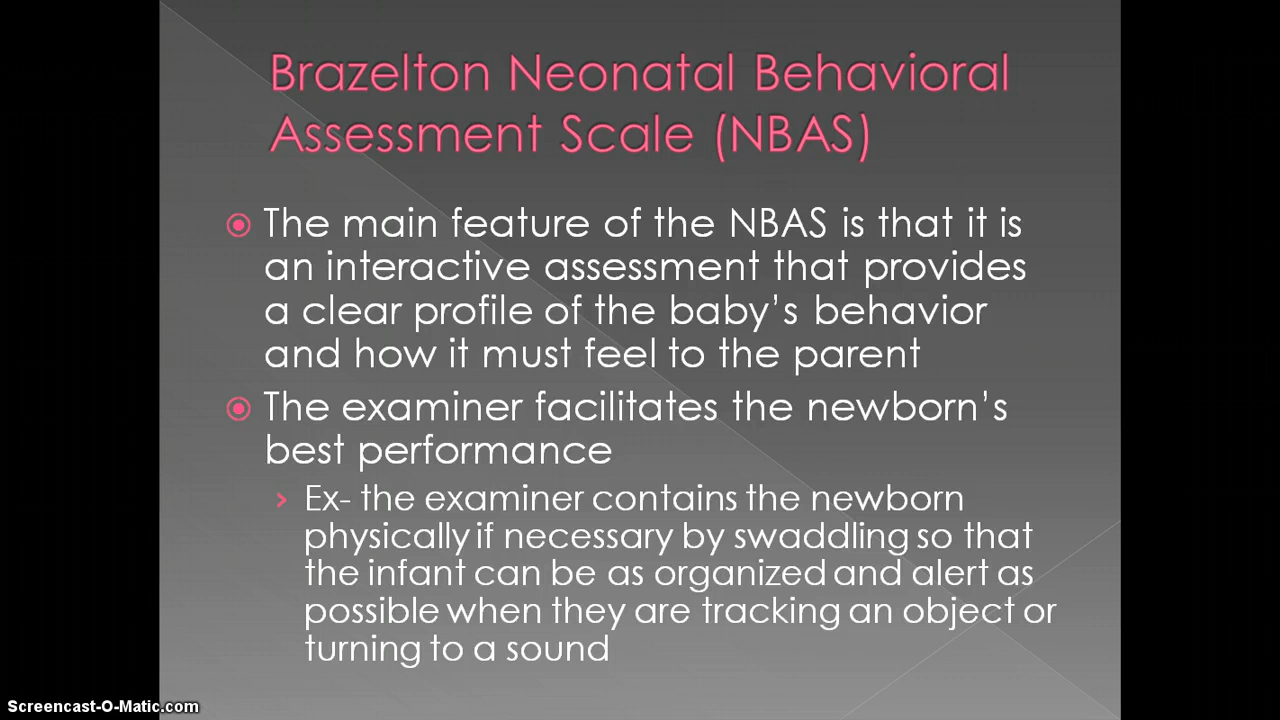 Brazelton Neonatal Behavioral
Assessment Scale (NBAS)
The main feature of the NBAS is that it is
an interactive assessment that provides
a clear profile of the baby's behavior
and how it must feel to the parent
The examiner facilitates the newborn's
best performance
Ex- the examiner contains the newborn
physically if necessary by swaddling so that
the infant can be as organized and alert as
possible when they are tracking an object or
turning to a sound
Screencast-O-Matic.com